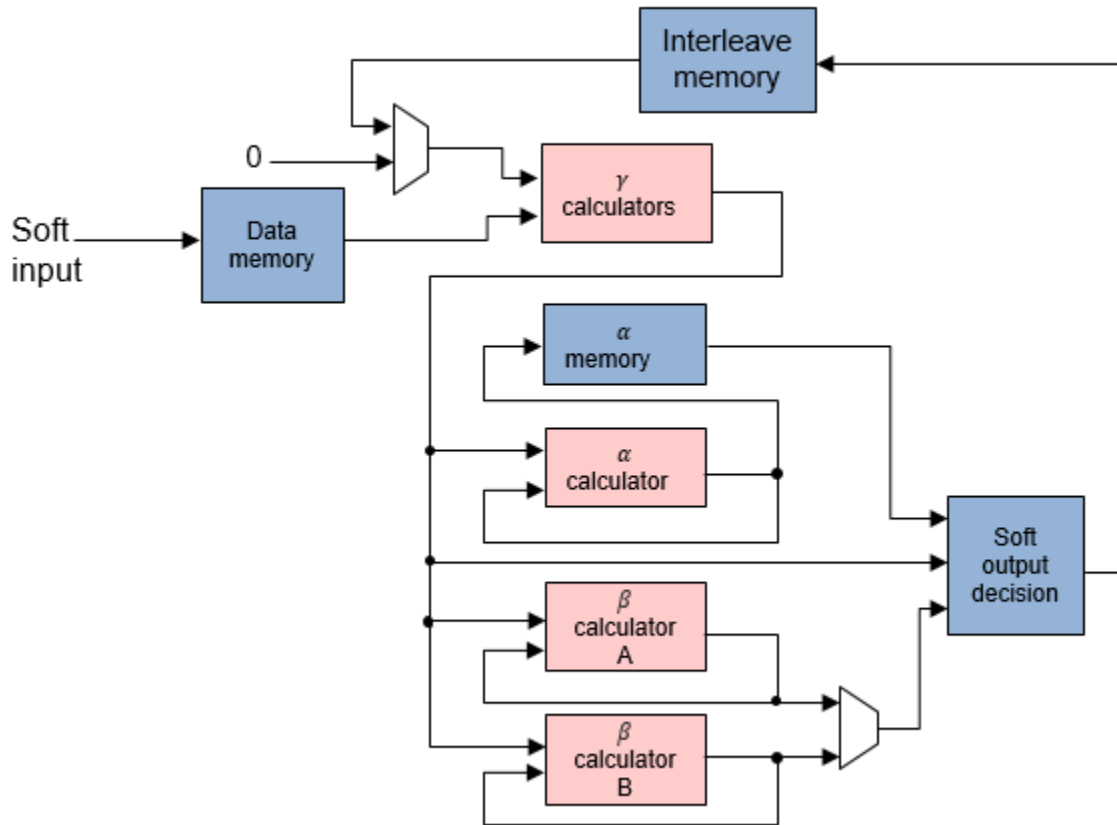 Interleave
memory
0
γ
calculators
Soft
input
Data
memory
α
memory
α
calculator
Soft
output
decision
β
calculator
A
β
calculator
B